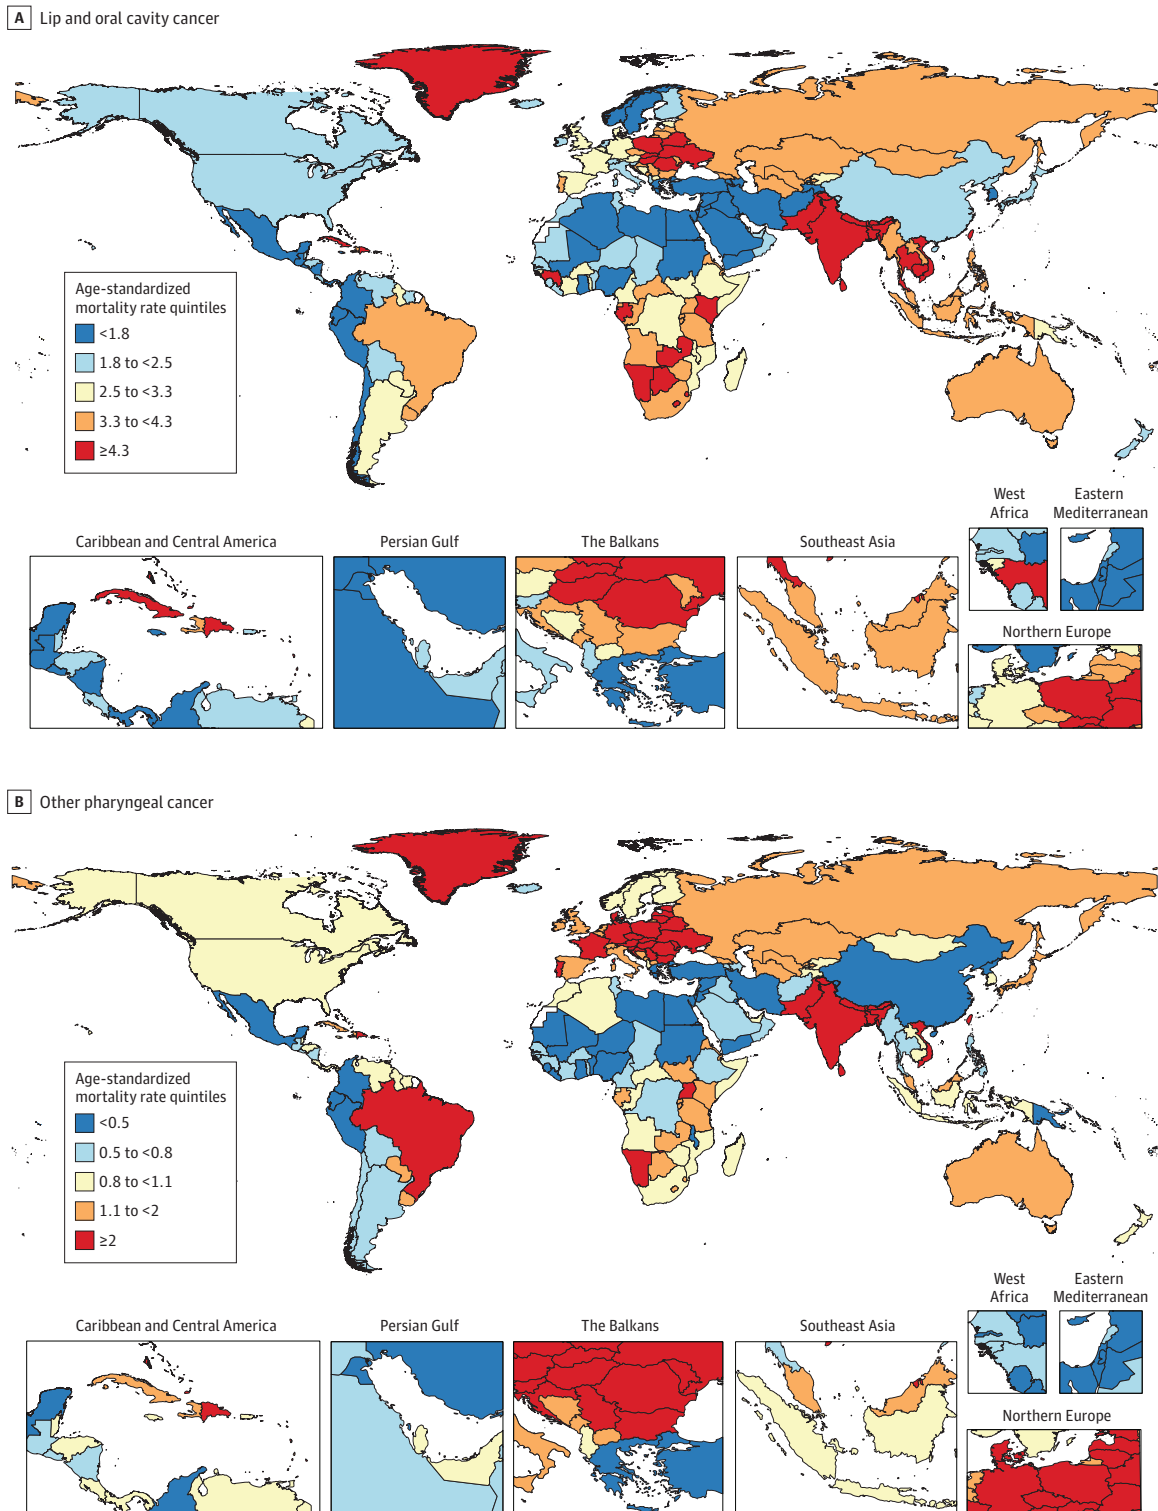 A Lip and oral cavity cancer
Age-standardized
mortality rate quintiles
<1.8
1.8 to <2.5
2.5 to <3.3
3.3 to <4.3
≥4.3
West
Africa
Eastern
Mediterranean
Caribbean and Central America
Persian Gulf
The Balkans
Southeast Asia
Northern Europe
B Other pharyngeal cancer
Age-standardized
mortality rate quintiles
<0.5
0.5 to <0.8
0.8 to <1.1
1.1 to <2
≥2
West
Africa
Eastern
Mediterranean
Caribbean and Central America
Persian Gulf
The Balkans
Southeast Asia
Northern Europe